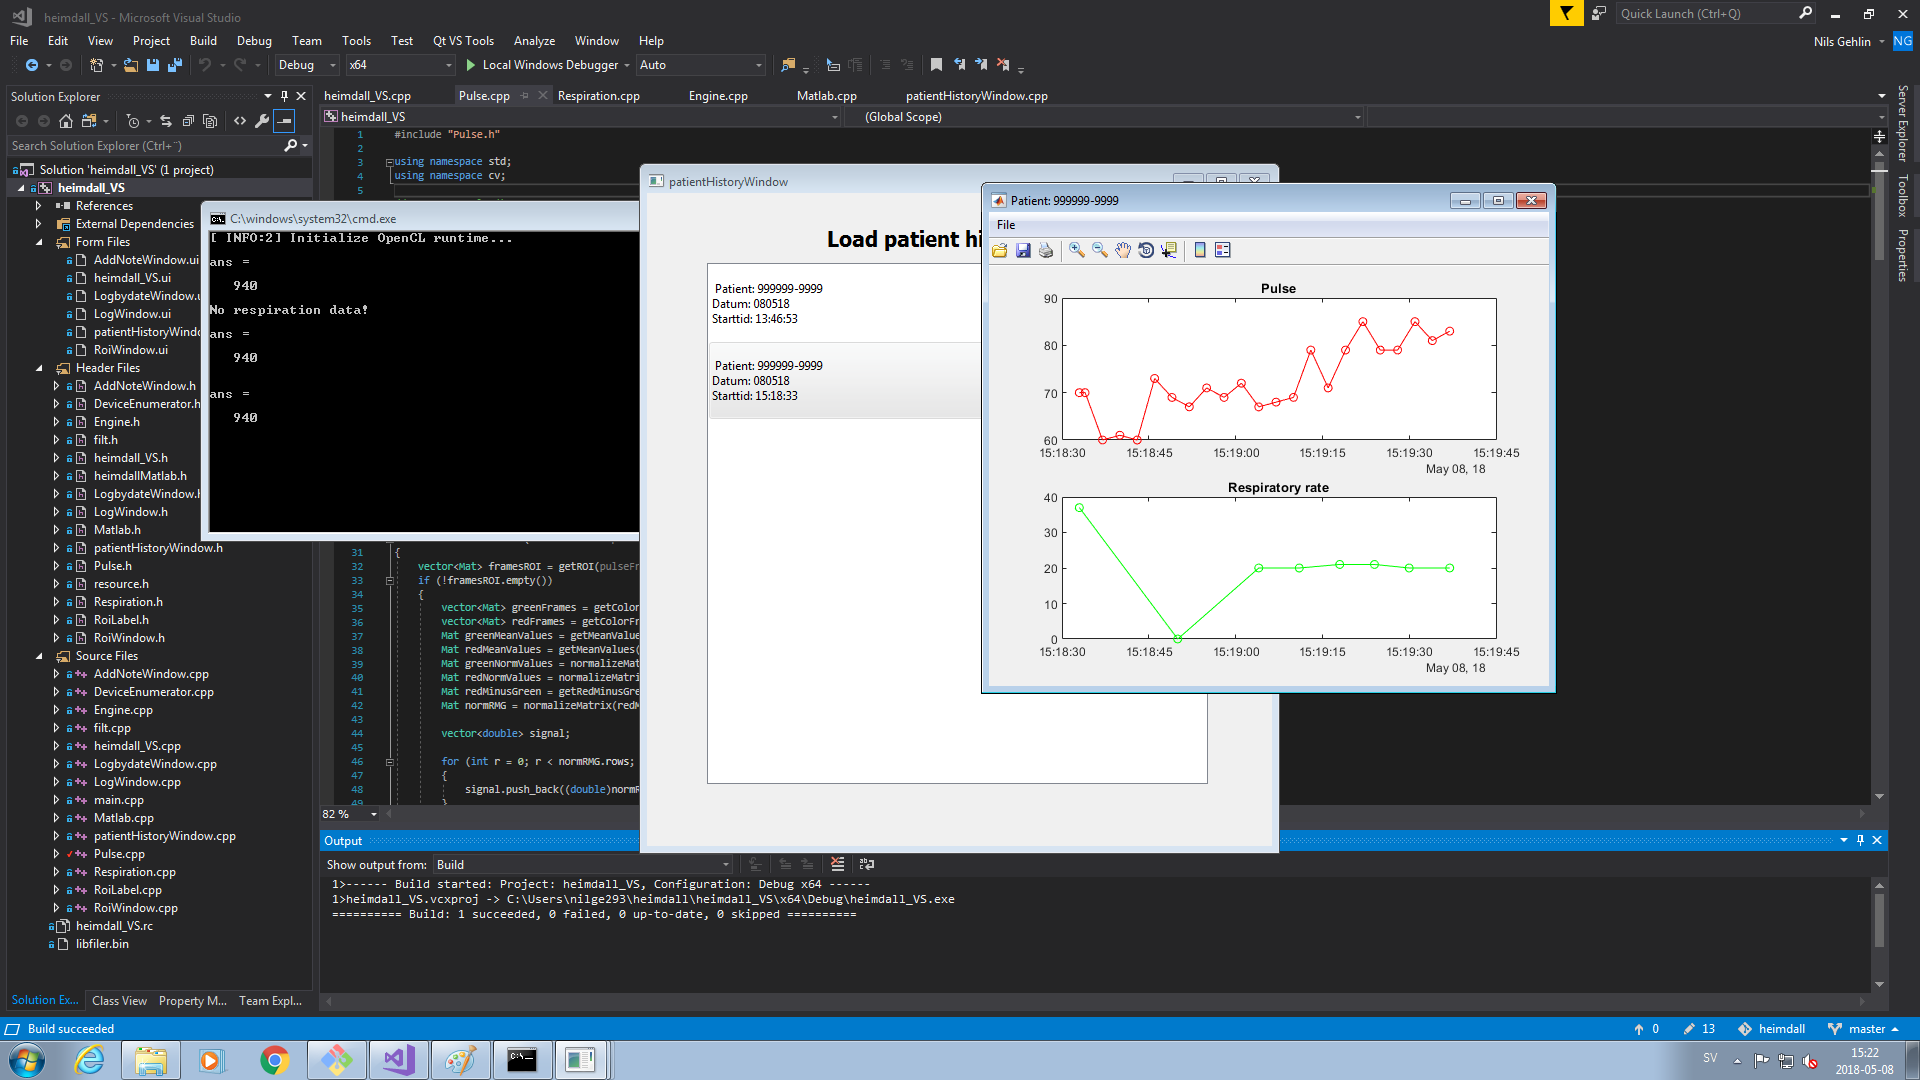 heimdall_VS - Microsoft Visual Studio
Quick Launch (Ctrl+Q)
File Edit View Project Build Debug Team Tools Test Qt VS Tools Analyze Window Help
Nils Gehlin NG
Debug x64 Local Windows Debugger Auto
Solution Explorer
heimdall_VS.cpp Pulse.cpp Respiration.cpp Engine.cpp Matlab.cpp patientHistoryWindow.cpp
heimdall_VS (Global Scope)
Search Solution Explorer (Ctrl+¨)
Solution 'heimdall_VS' (1 project)
heimdall_VS
References
External Dependencies
Form Files
AddNoteWindow.ui
heimdall_VS.ui
LogbydateWindow.u
LogWindow.ui
patientHistoryWindo
RoiWindow.ui
Header Files
AddNoteWindow.h
DeviceEnumerator.h
Engine.h
filt.h
heimdall_VS.h
heimdallMatlab.h
LogbydateWindow.h
LogWindow.h
Matlab.h
patientHistoryWindow.h
Pulse.h
resource.h
Respiration.h
RoiLabel.h
RoiWindow.h
Source Files
AddNoteWindow.cpp
DeviceEnumerator.cpp
Engine.cpp
filt.cpp
heimdall_VS.cpp
LogbydateWindow.cpp
LogWindow.cpp
main.cpp
Matlab.cpp
patientHistoryWindow.cpp
Pulse.cpp
Respiration.cpp
RoiLabel.cpp
RoiWindow.cpp
heimdall_VS.rc
libfiler.bin
Solution Ex... Class View Property M... Team Expl...
1 #include "Pulse.h"
2
3 using namespace std;
4 using namespace cv;
5
C:\windows\system32\cmd.exe
[ INFO:2] Initialize OpenCL runtime...
ans =
940
No respiration data!
ans =
940
ans =
940
31 {
32 vector<Mat> framesROI = getROI(pulseFr
33 if (!framesROI.empty())
34 {
35 vector<Mat> greenFrames = getColor
36 vector<Mat> redFrames = getColorFr
37 Mat greenMeanValues = getMeanValue
38 Mat redMeanValues = getMeanValues(
39 Mat greenNormValues = normalizeMat
40 Mat redNormValues = normalizeMatri
41 Mat redMinusGreen = getRedMinusGre
42 Mat normRMG = normalizeMatrix(redM
43
44 vector<double> signal;
45
46 for (int r = 0; r < normRMG.rows;
47 {
48 signal.push_back((double)normR
49 }
82 %
patientHistoryWindow
Load patient hi
Patient: 999999-9999
Datum: 080518
Starttid: 13:46:53
Patient: 999999-9999
Datum: 080518
Starttid: 15:18:33
Patient: 999999-9999
File
Pulse
90
80
70
60
15:18:30 15:18:45 15:19:00 15:19:15 15:19:30 15:19:45
May 08, 18
Respiratory rate
40
30
20
10
0
15:18:30 15:18:45 15:19:00 15:19:15 15:19:30 15:19:45
May 08, 18
Server Explorer
Toolbox
Properties
Output
Show output from: Build
1>------ Build started: Project: heimdall_VS, Configuration: Debug x64 ------
1>heimdall_VS.vcxproj -> C:\Users\nilge293\heimdall\heimdall_VS\x64\Debug\heimdall_VS.exe
========== Build: 1 succeeded, 0 failed, 0 up-to-date, 0 skipped ==========
Build succeeded
0 13 heimdall master
SV
15:22
2018-05-08